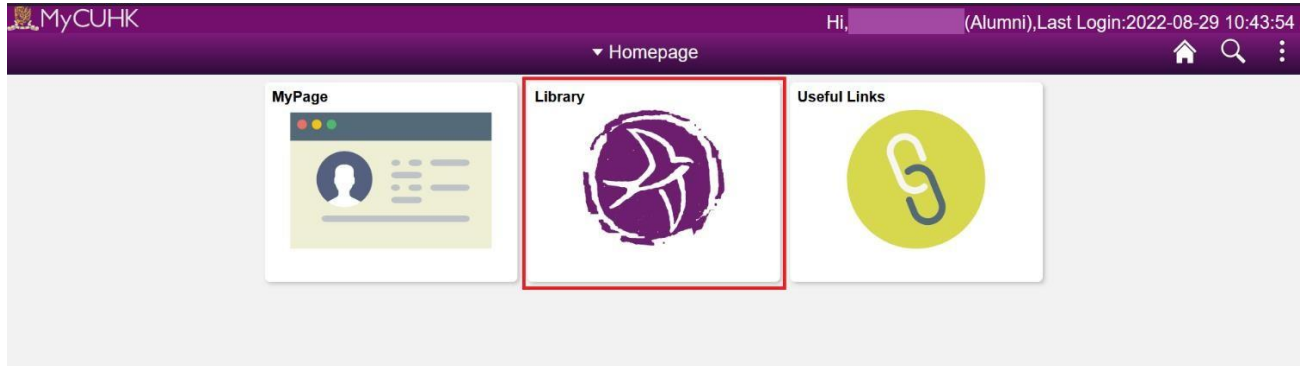 MyCUHK
Hi, (Alumni),Last Login:2022-08-29 10:43:54
Homepage
MyPage
Library
Useful Links